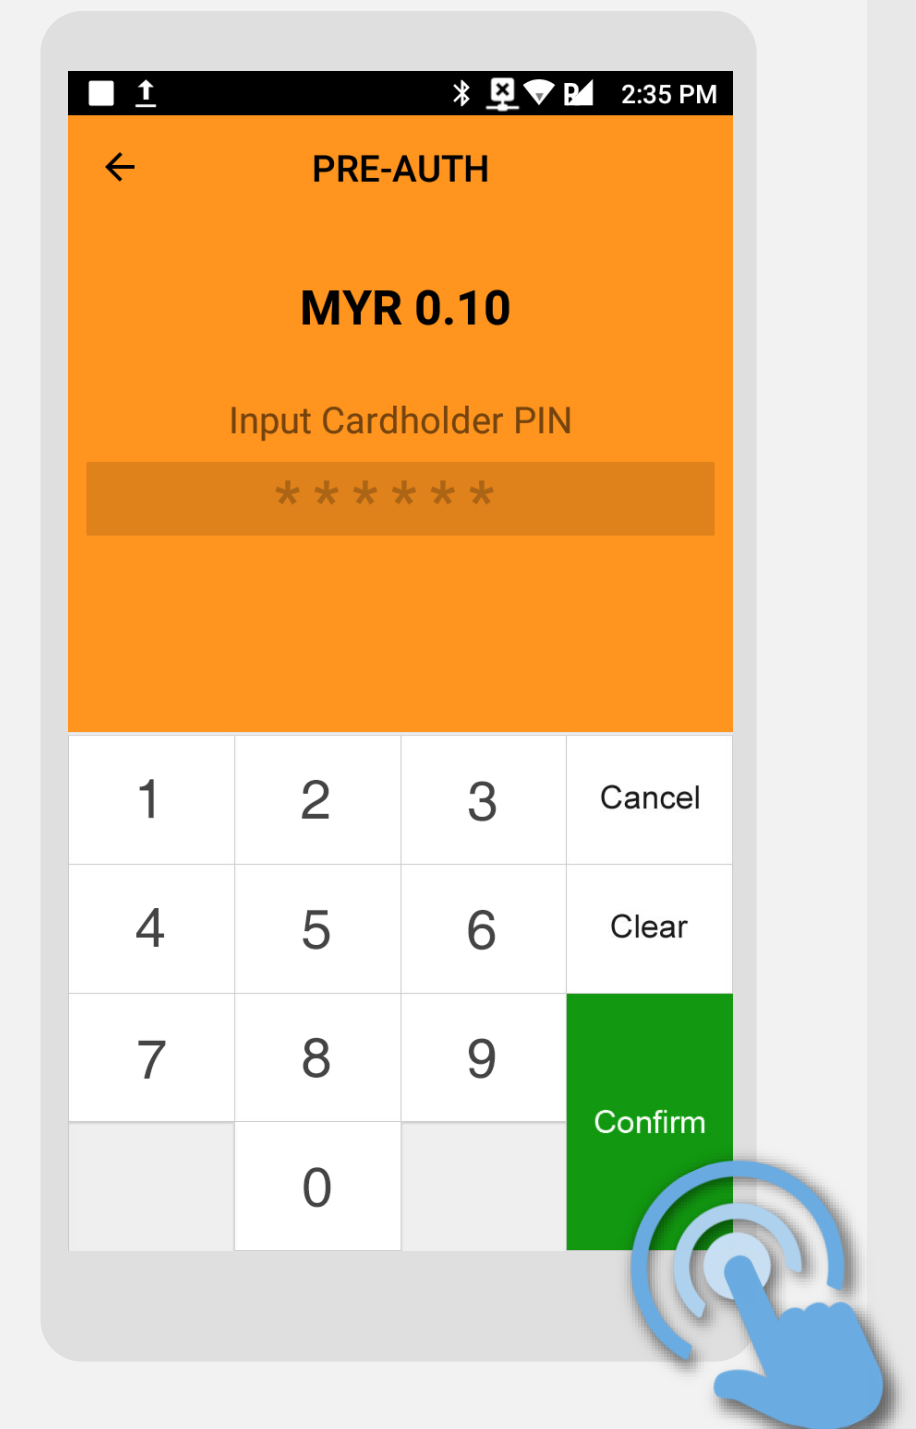 2:35 PM
PRE-AUTH
MYR 0.10
Input Cardholder PIN
******
1 2 3 Cancel
4 5 6 Clear
7 8 9
Confirm
0